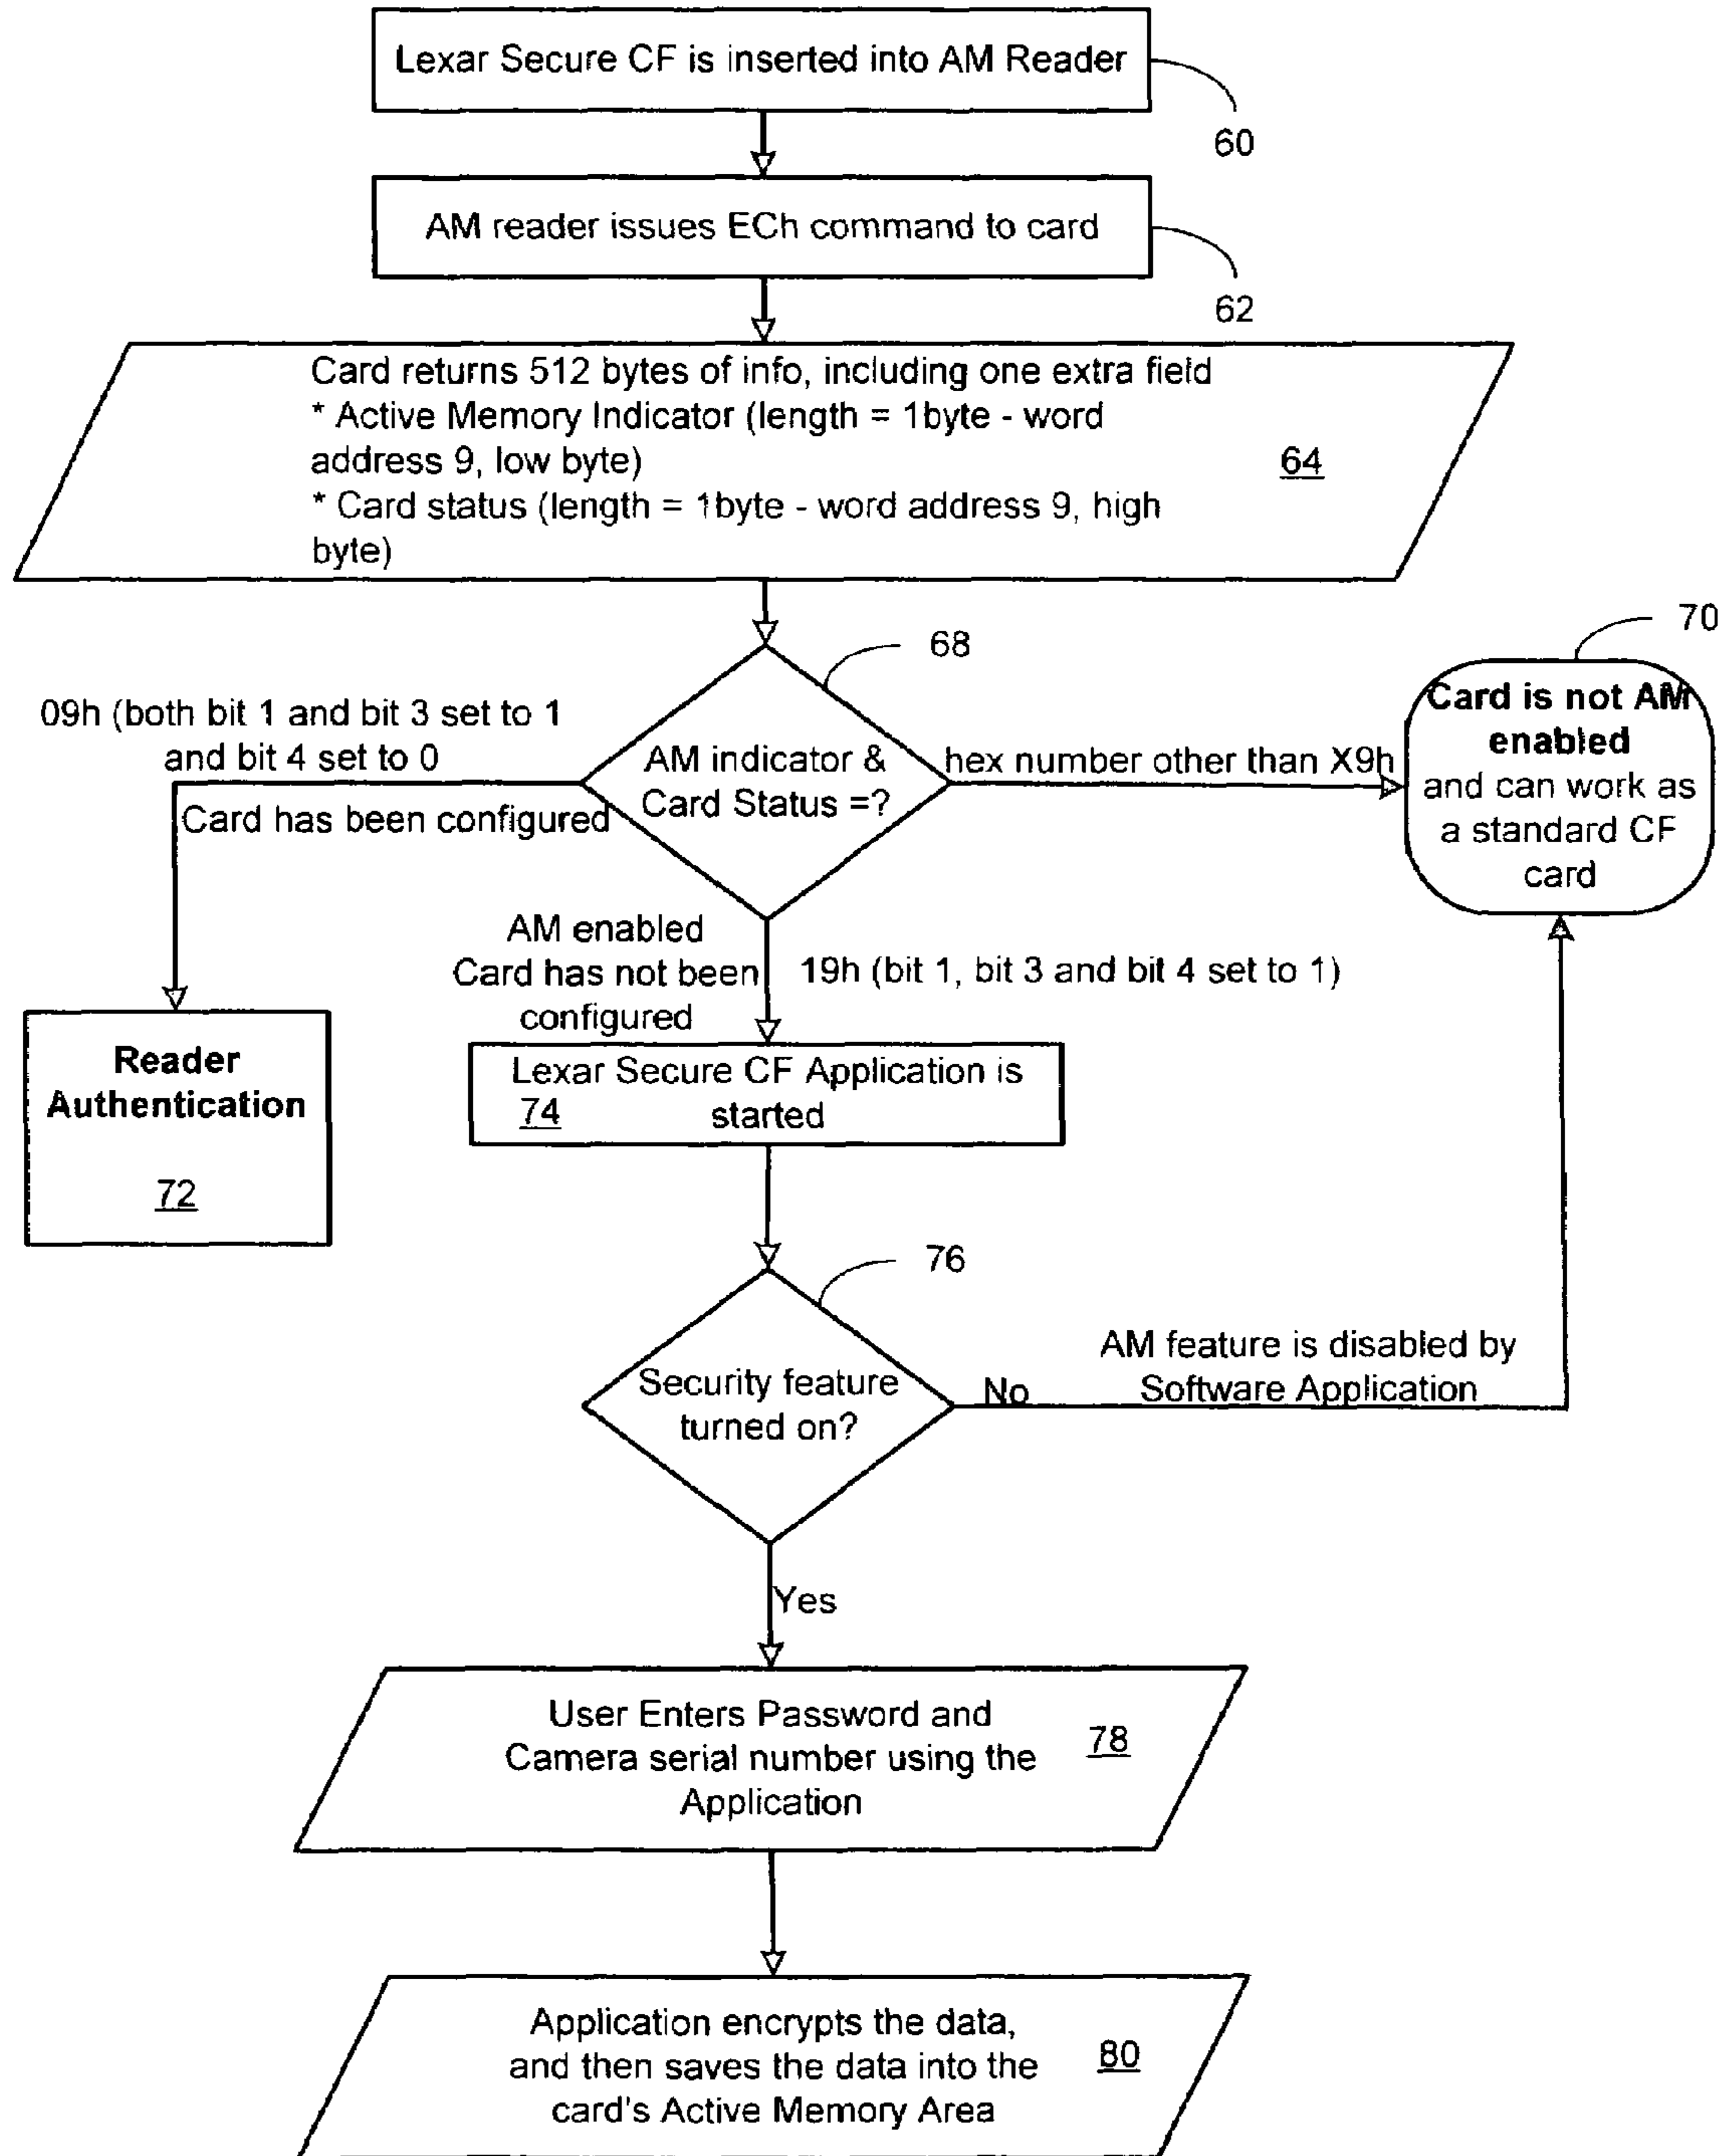 Lexar Secure CF is inserted into AM Reader
60
AM reader issues ECh command to card
62
Card returns 512 bytes of info, including one extra field
* Active Memory Indicator (length = 1byte - word
address 9, low byte)
64
* Card status (length = 1byte - word address 9, high
byte)
68
70
09h (both bit 1 and bit 3 set to 1
and bit 4 set to 0
Card has been configured
AM indicator &
Card Status =?
hex number other than X9h
Card is not AM
enabled
and can work as
a standard CF
card
AM enabled
Card has not been
configured
19h (bit 1, bit 3 and bit 4 set to 1)
Reader
Authentication
72
Lexar Secure CF Application is
74 started
76
Security feature
turned on?
No
AM feature is disabled by
Software Application
Yes
User Enters Password and
Camera serial number using the
Application
78
Application encrypts the data,
and then saves the data into the
card's Active Memory Area
80